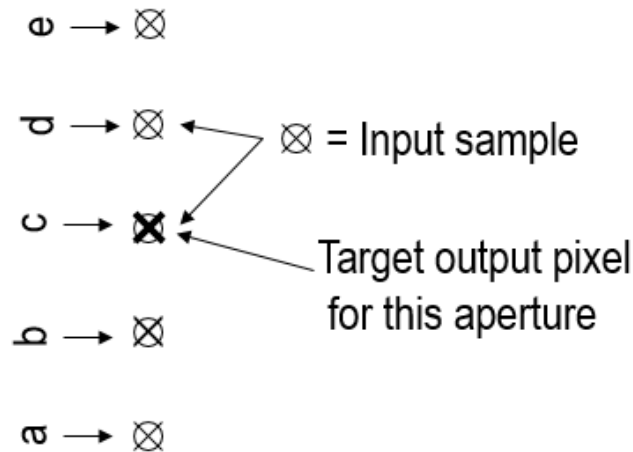 e
d
⊗ = Input sample
c
Target output pixel
for this aperture
b
a